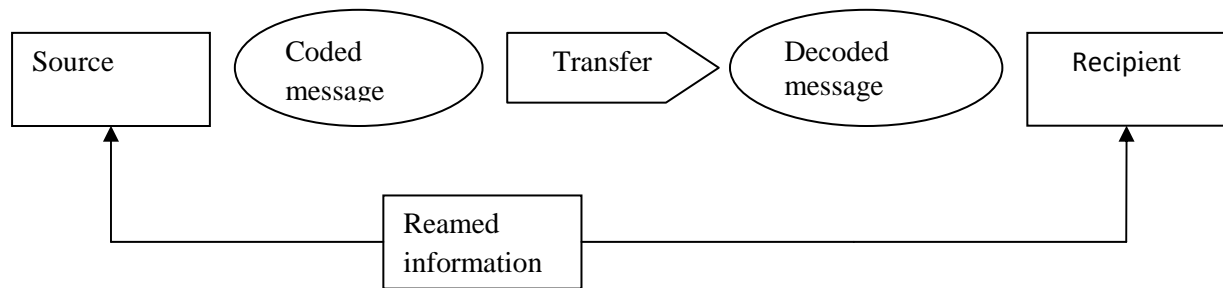 Source
Coded
message
Transfer
Decoded
message
Recipient
Reamed
information